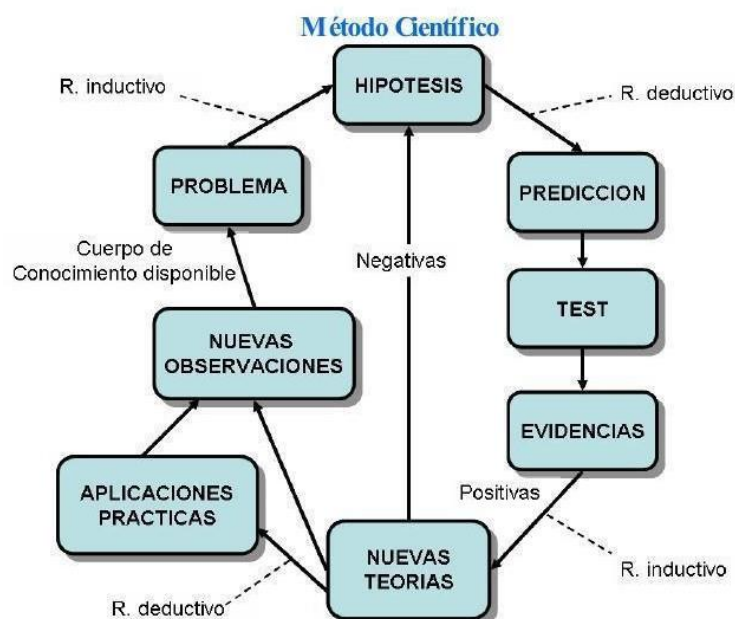 Método Científico
R. inductivo
HIPOTESIS
R. deductivo
PROBLEMA
PREDICCION
Cuerpo de
Conocimiento disponible
Negativas
TEST
NUEVAS
OBSERVACIONES
EVIDENCIAS
APLICACIONES
PRACTICAS
Positivas
NUEVAS
TEORIAS
R. inductivo
R. deductivo